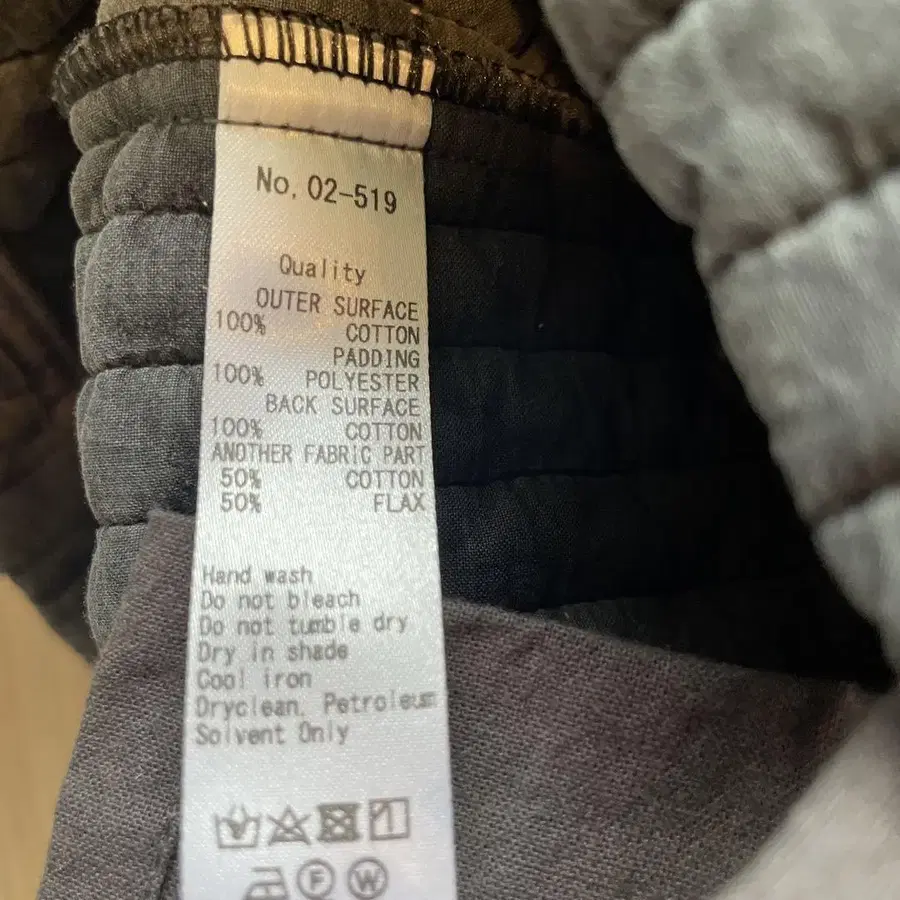 No. 02-519
Quality
OUTER SURFACE
100% COTTON
PADDING
100% POLYESTER
BACK SURFACE
100% COTTON
ANOTHER FABRIC PART
50% COTTON
50% FLAX
Hand wash
Do not bleach
Do not tumble dry
Dry in shade
Cool iron
Dryclean. Petroleum
Solvent Only
F W